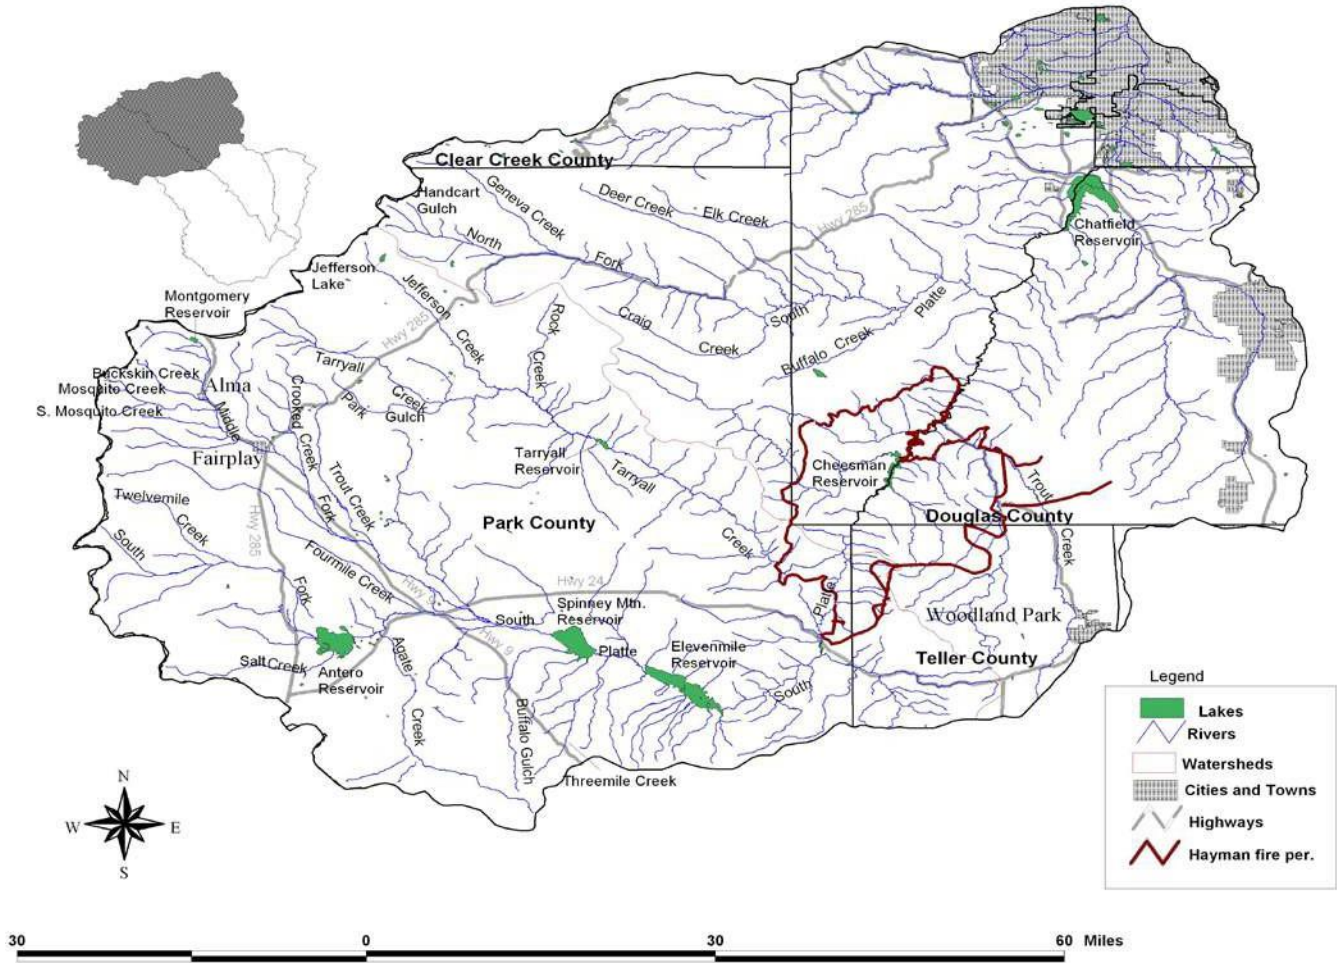 Clear Creek County
Handcart
Gulch
Geneva Creek
Deer Creek
Elk Creek
Hwy 285
Chatfield
Reservoir
North
Fork
Jefferson
Lake
Jefferson
Creek
Montgomery
Reservoir
Rock
Creek
Craig
Creek
South
Platte
Buffalo Creek
Hwy 285
Tarryall
Creek
Park
Gulch
Buckskin Creek
Mosquito Creek
S. Mosquito Creek
Alma
Middle
Fairplay
Crooked Creek
Fork
Trout Creek
Tarryall
Reservoir
Tarryall
Creek
Cheesman
Reservoir
Trout
Creek
Park County
Douglas County
Twelvemile
Creek
South
Fork
Hwy 285
Fourmile Creek
Hwy 9
Hwy 24
Spinney Mtn.
Reservoir
South
Platte
Hwy 9
Elevenmile
Reservoir
South
Platte
Woodland Park
Teller County
Salt Creek
Antero
Reservoir
Agate
Creek
Buffalo Gulch
Threemile Creek
Legend
Lakes
Rivers
Watersheds
Cities and Towns
Highways
Hayman fire per.
N
W
E
S
30
0
30
60 Miles